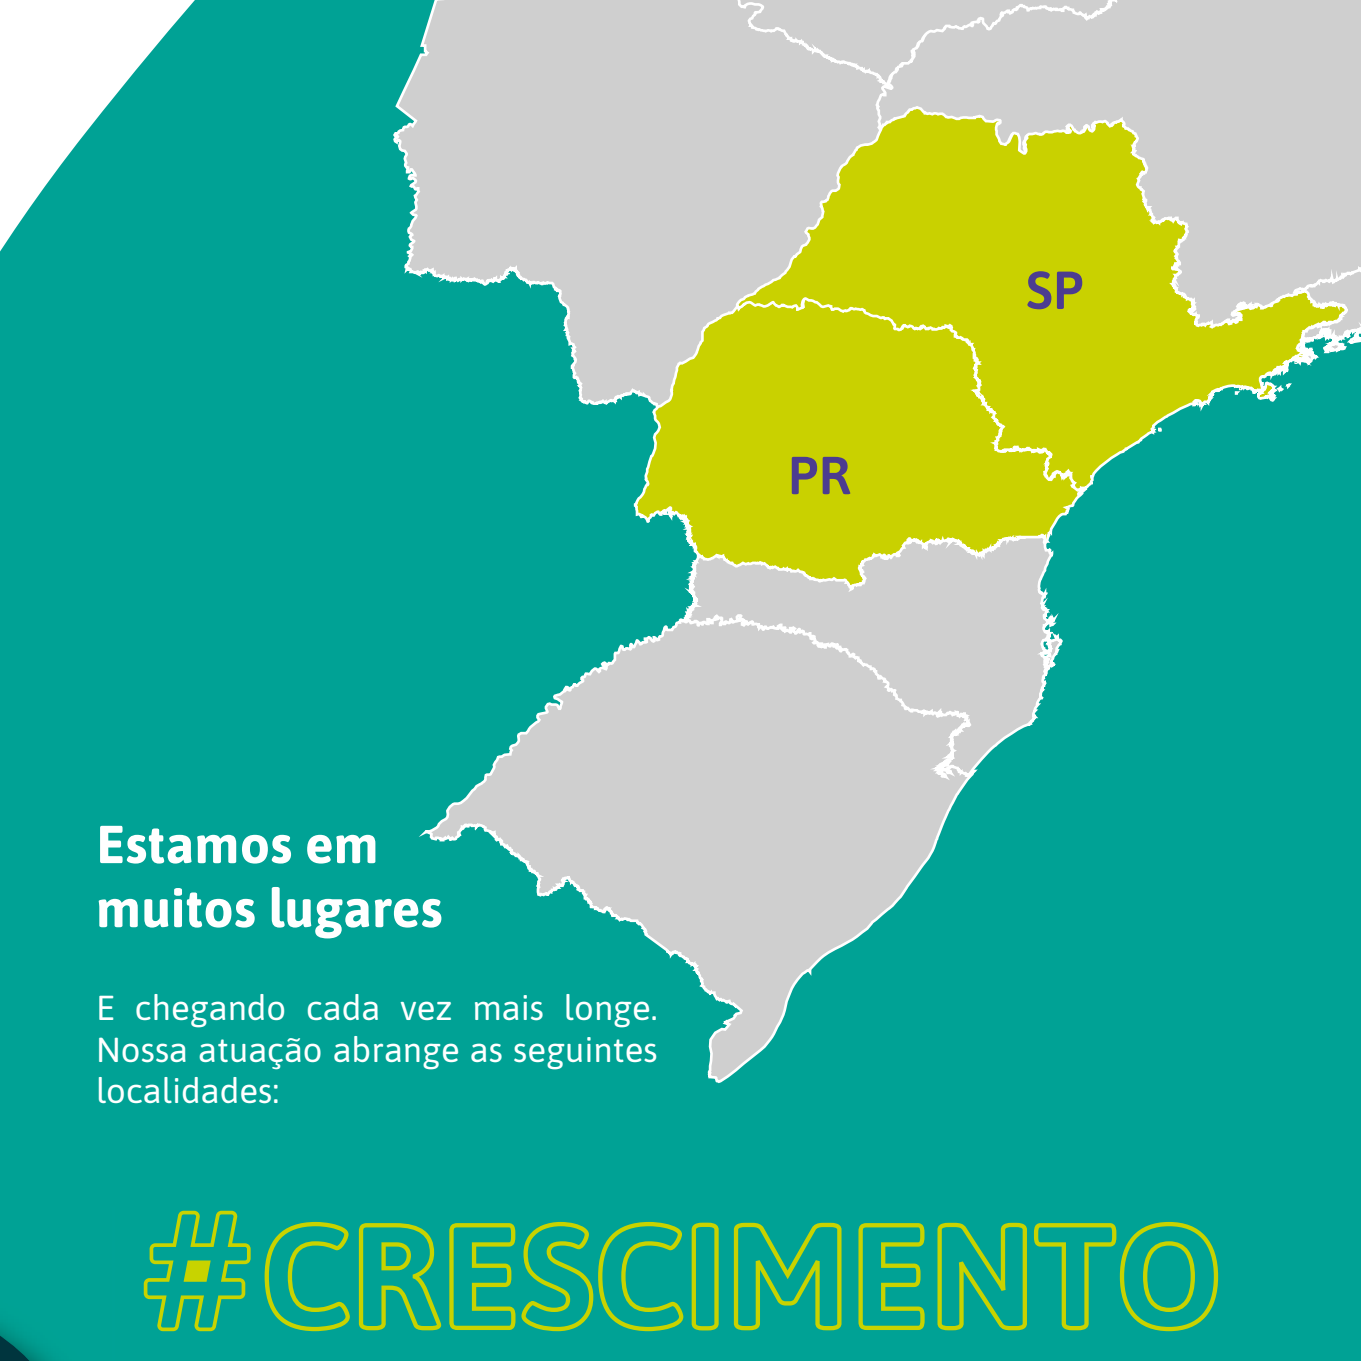 SP
PR
Estamos em
muitos lugares
E chegando cada vez mais longe.
Nossa atuação abrange as seguintes
localidades:
#CRESCIMENTO